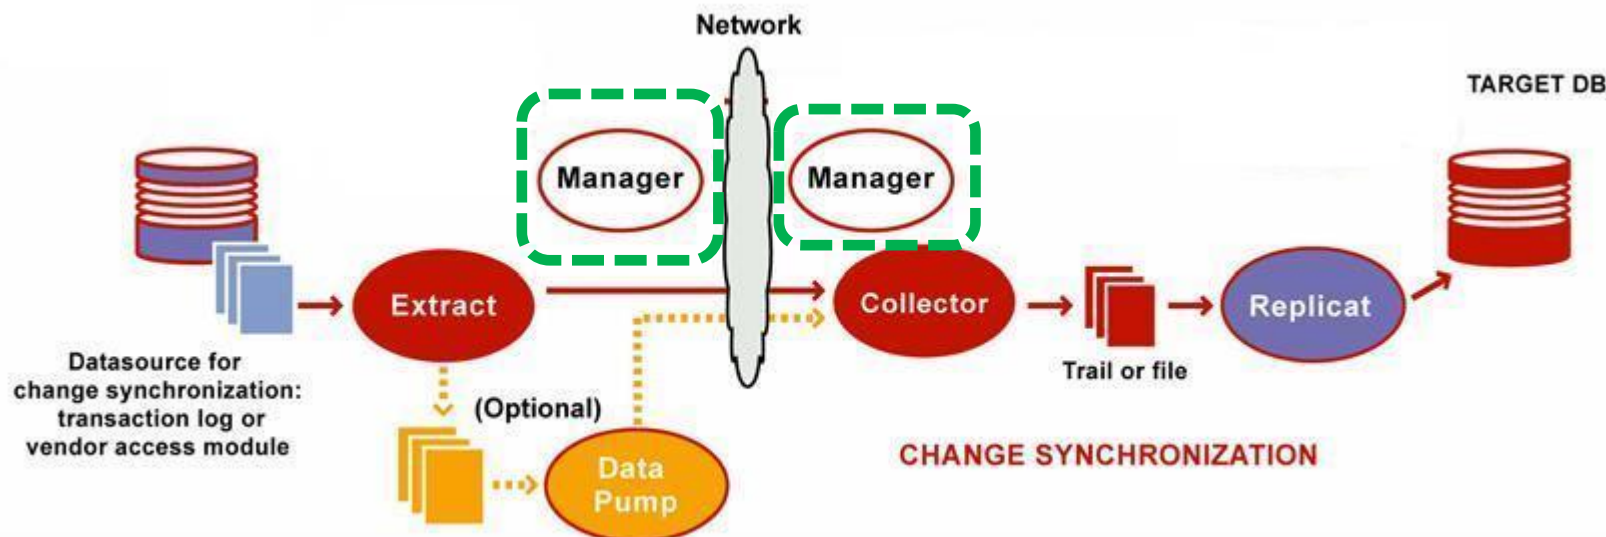 Network
TARGET DB
Manager
Manager
Extract
Collector
Replicat
Datasource for
change synchronization:
transaction log or
vendor access module
Trail or file
(Optional)
Data
Pump
CHANGE SYNCHRONIZATION